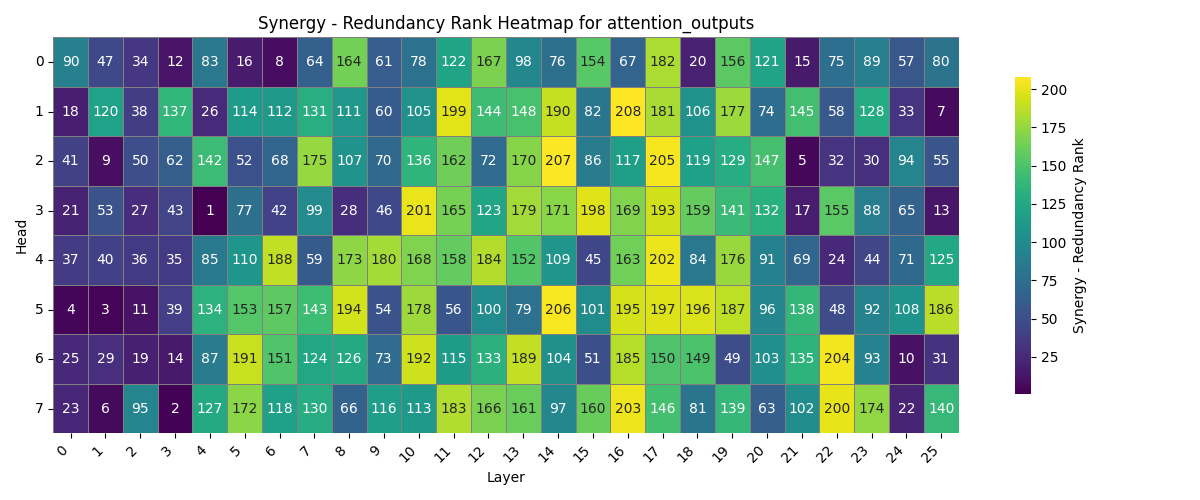 Synergy - Redundancy Rank Heatmap for attention_outputs
0 90 47 34 12 83 16 8 64 164 61 78 122 167 98 76 154 67 182 20 156 121 15 75 89 57 80
1 18 120 38 137 26 114 112 131 111 60 105 199 144 148 190 82 208 181 106 177 74 145 58 128 33 7
2 41 9 50 62 142 52 68 175 107 70 136 162 72 170 207 86 117 205 119 129 147 5 32 30 94 55
3 21 53 27 43 1 77 42 99 28 46 201 165 123 179 171 198 169 193 159 141 132 17 155 88 65 13
4 37 40 36 35 85 110 188 59 173 180 168 158 184 152 109 45 163 202 84 176 91 69 24 44 71 125
5 4 3 11 39 134 153 157 143 194 54 178 56 100 79 206 101 195 197 196 187 96 138 48 92 108 186
6 25 29 19 14 87 191 151 124 126 73 192 115 133 189 104 51 185 150 149 49 103 135 204 93 10 31
7 23 6 95 2 127 172 118 130 66 116 113 183 166 161 97 160 203 146 81 139 63 102 200 174 22 140
0 1 2 3 4 5 6 7 8 9 10 11 12 13 14 15 16 17 18 19 20 21 22 23 24 25
Layer
Head
200
175
150
125
100
75
50
25
Synergy - Redundancy Rank